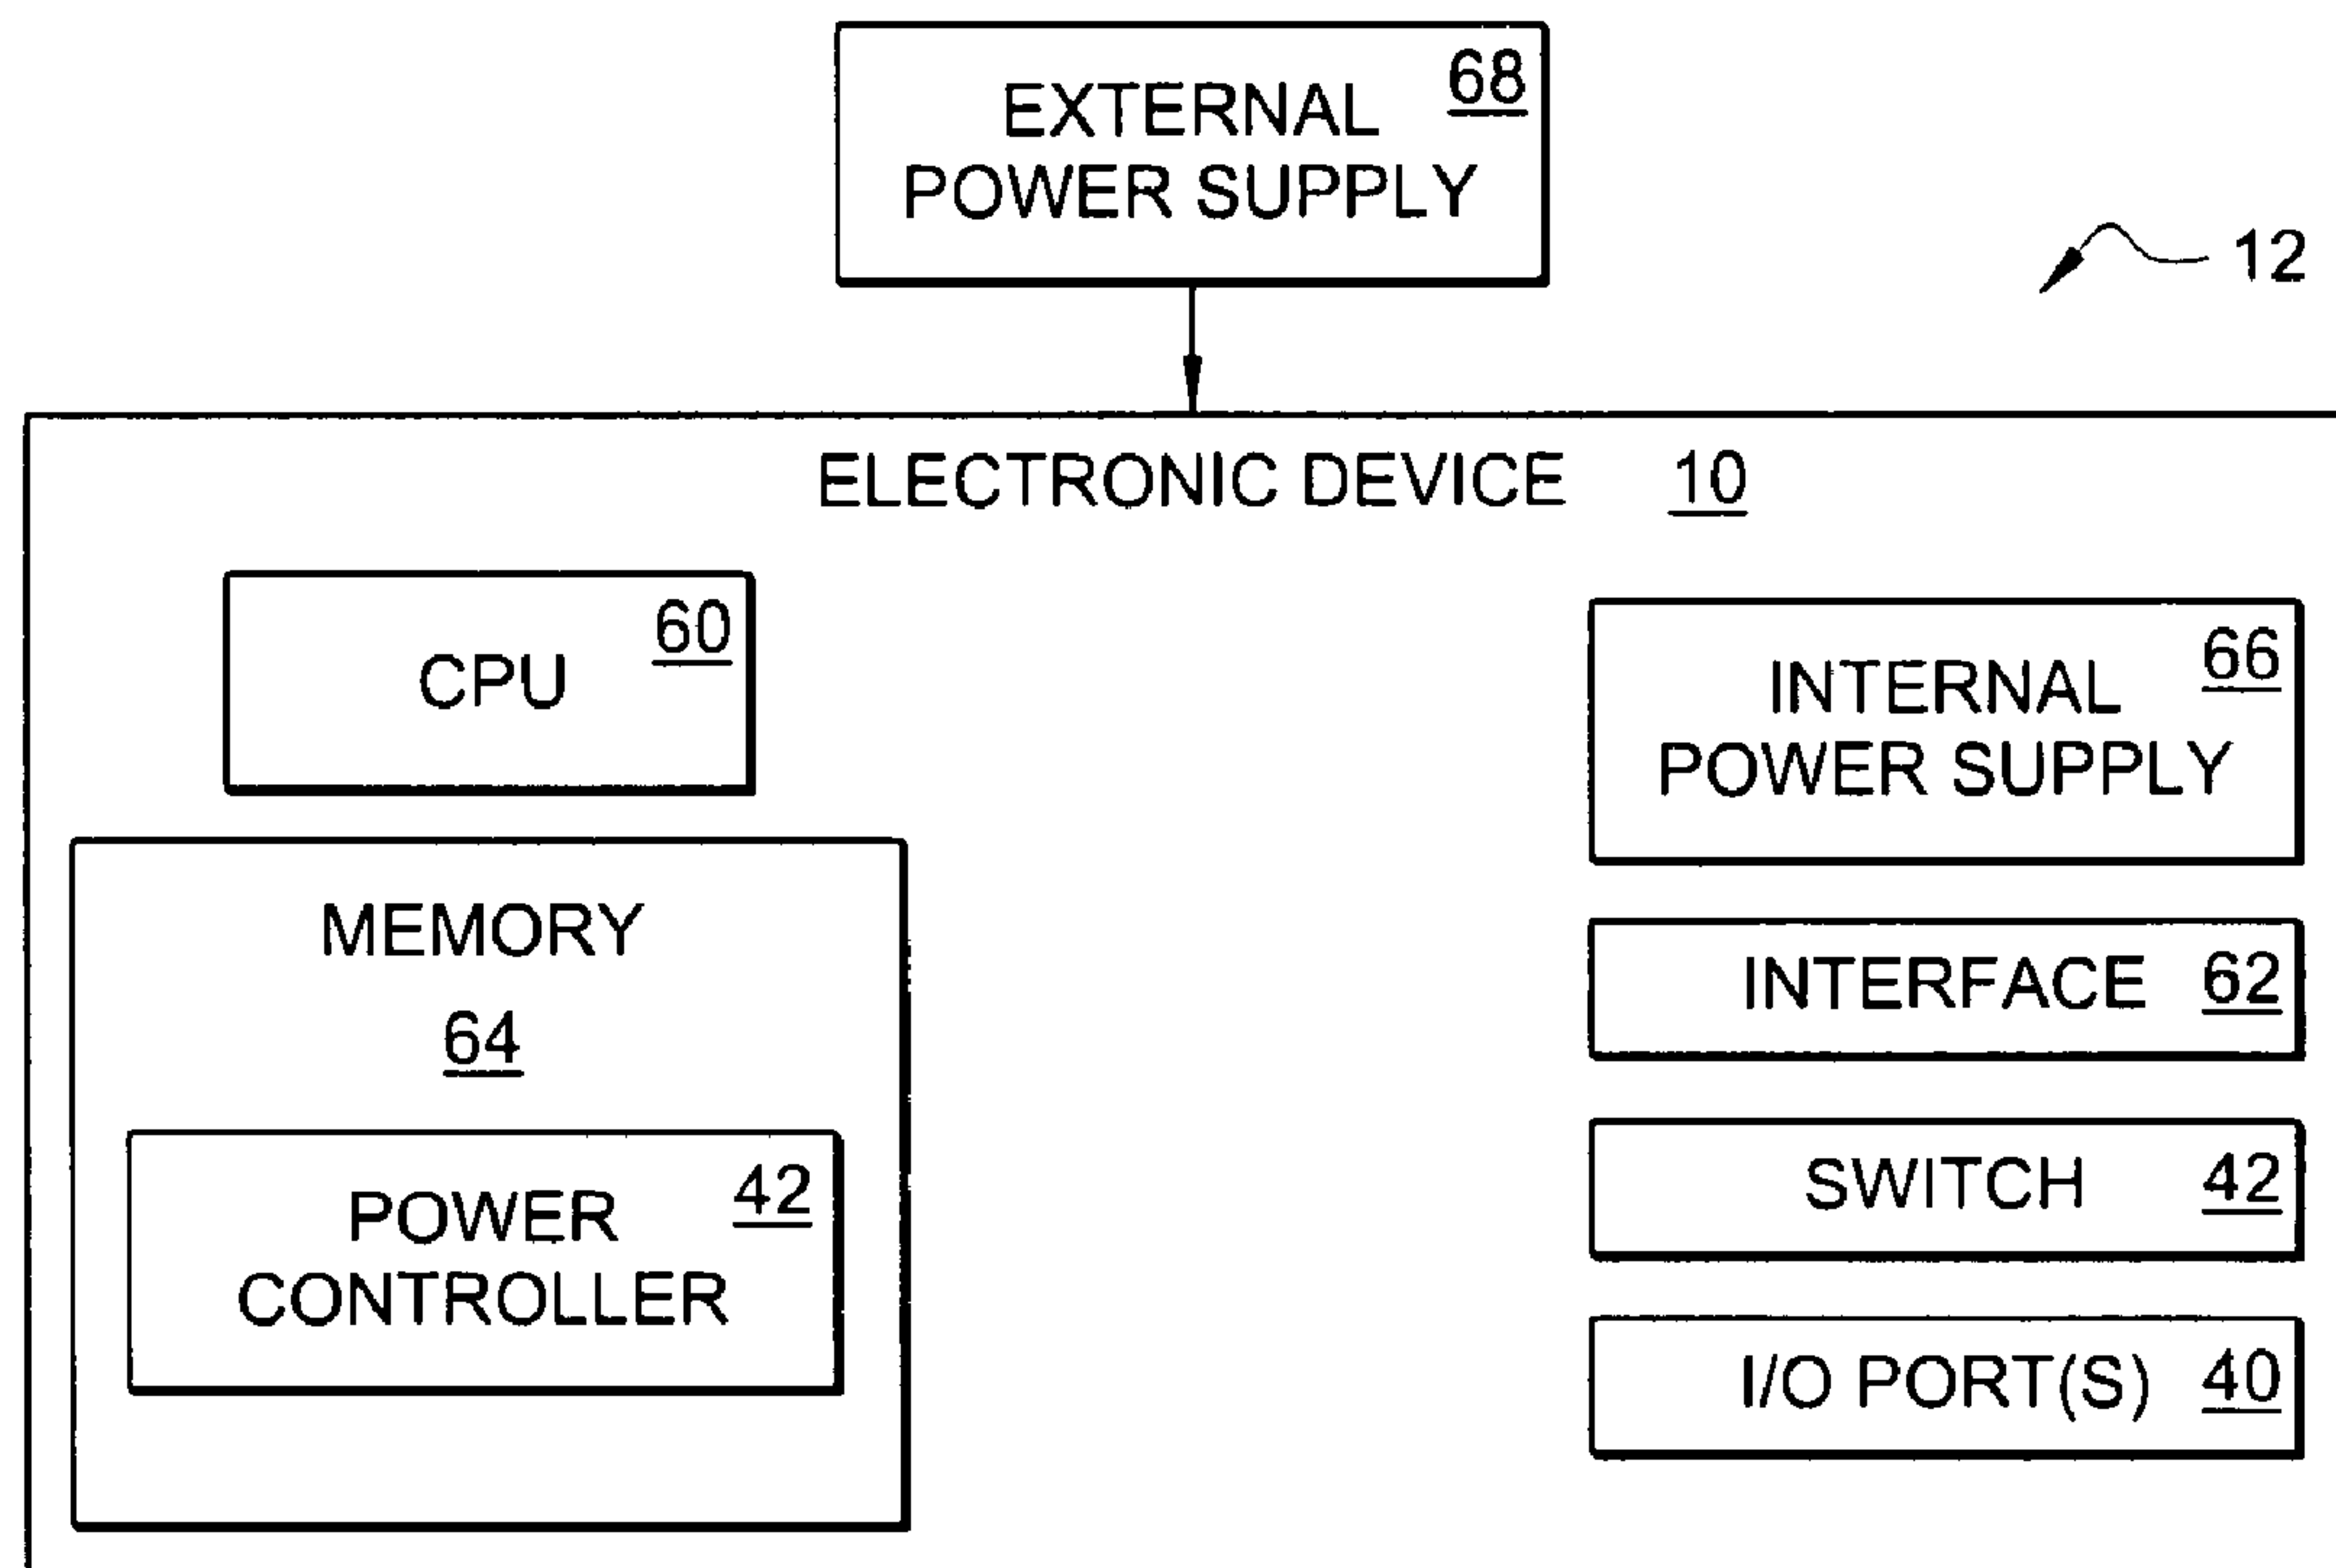 EXTERNAL 68
POWER SUPPLY
12
ELECTRONIC DEVICE 10
CPU 60
MEMORY
64
POWER 42
CONTROLLER
INTERNAL 66
POWER SUPPLY
INTERFACE 62
SWITCH 42
I/O PORT(S) 40